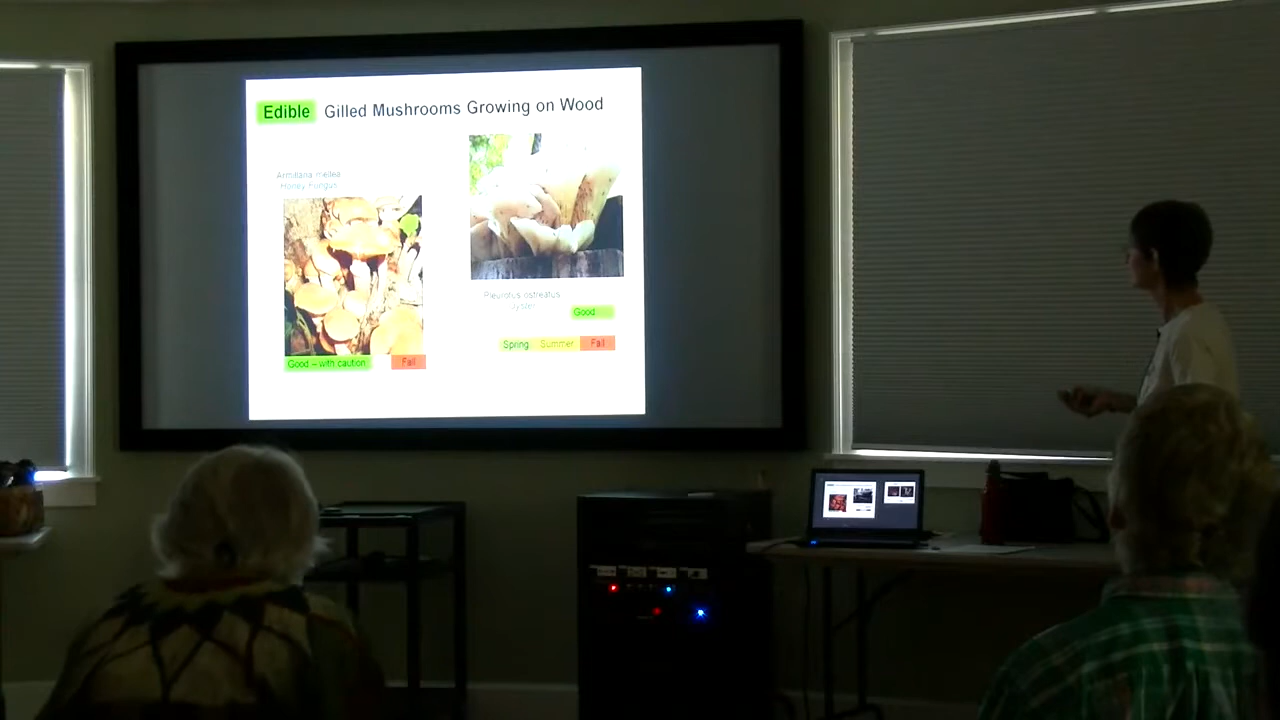 Edible Gilled Mushrooms Growing on Wood
Armillaria mellea
Honey Fungus
Good – with caution
Fall
Pleurotus ostreatus
Good
Spring Summer Fall